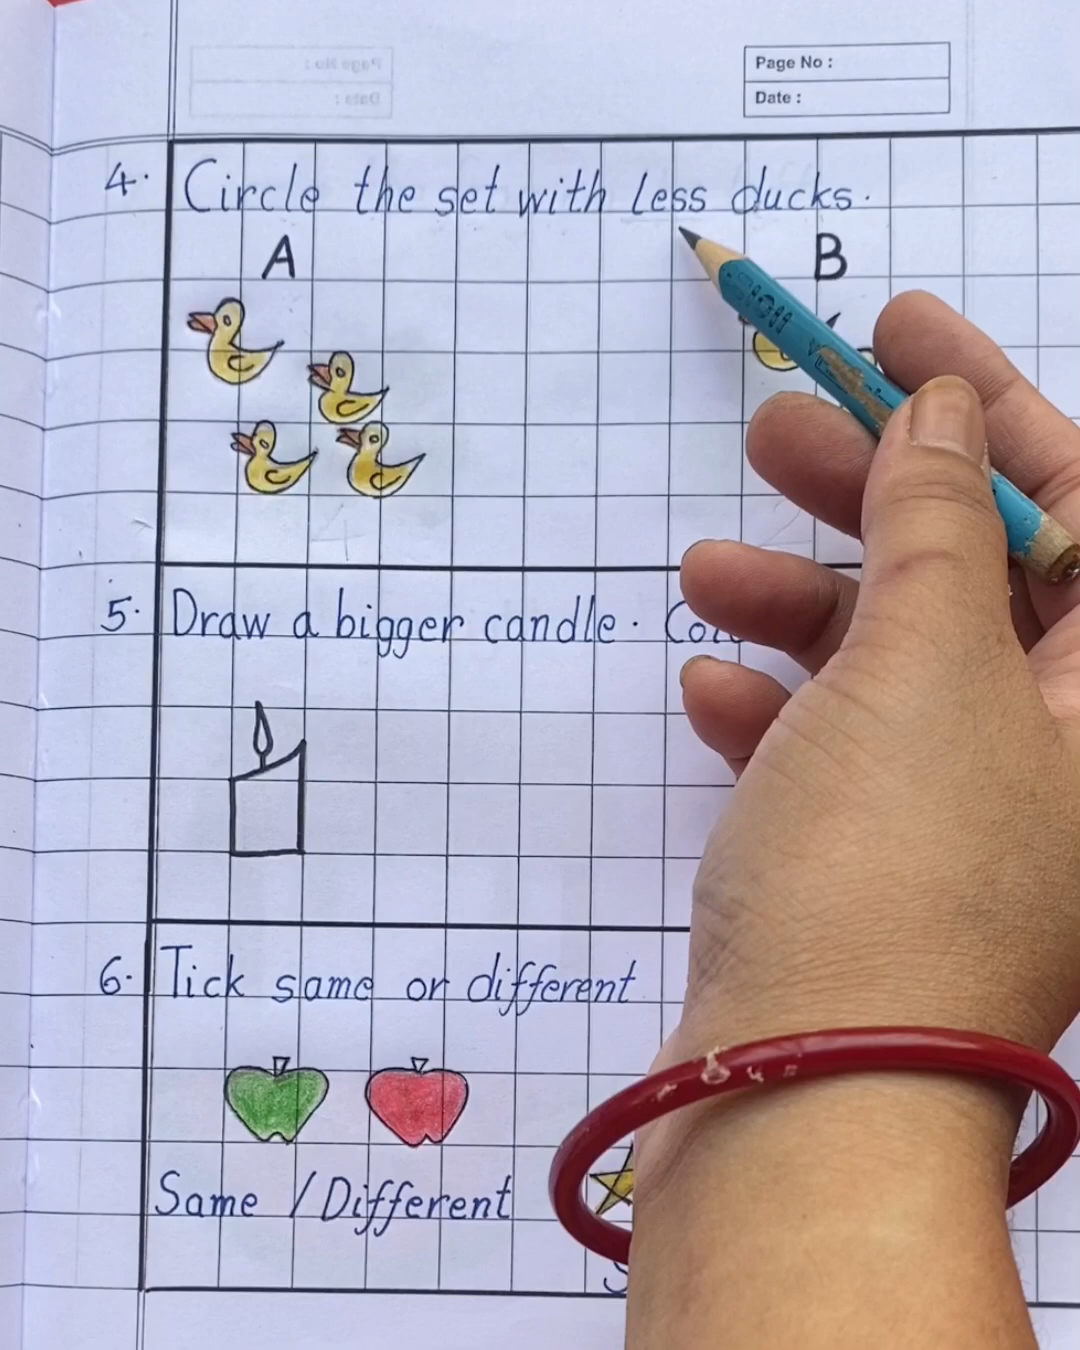 Page No :
Date :
4. Circle the set with less ducks.
A B
5. Draw a bigger candle.
6. Tick same or different
Same / Different